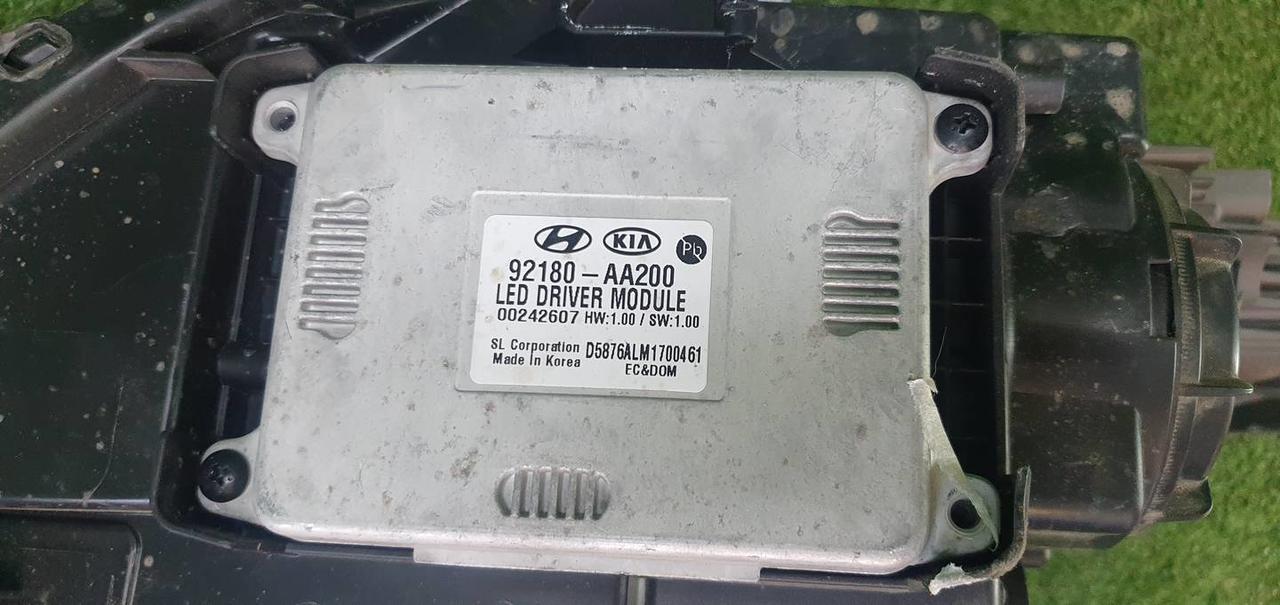 KIA Pb
92180-AA200
LED DRIVER MODULE
00242607 HW:1.00 / SW:1.00
SL Corporation D5876ALM1700461
Made In Korea EC&DOM